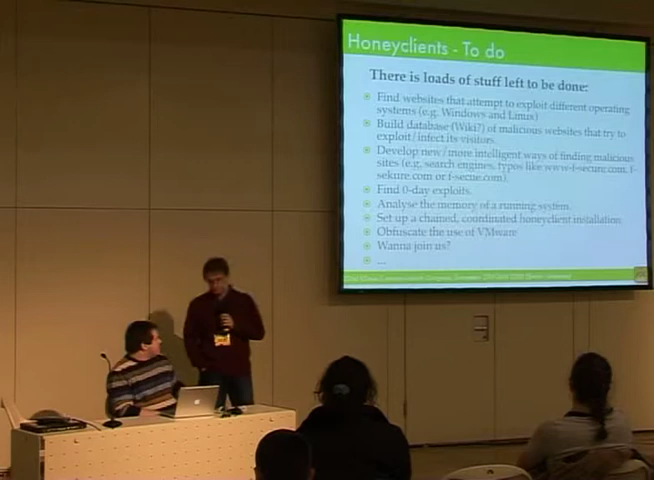 Honeyclients - To do
There is loads of stuff left to be done:
Find websites that attempt to exploit different operating
systems (e.g. Windows and Linux)
Build database (Wiki?) of malicious websites that try to
exploit/infect its visitors.
Develop new/more intelligent ways of finding malicious
sites (e.g. search engines, typos like www-f-secure.com, f-
sekure.com or f-secue.com).
Find 0-day exploits.
Analyse the memory of a running system.
Set up a chained, coordinated honeyclient installation
Obfuscate the use of VMware
Wanna join us?
...